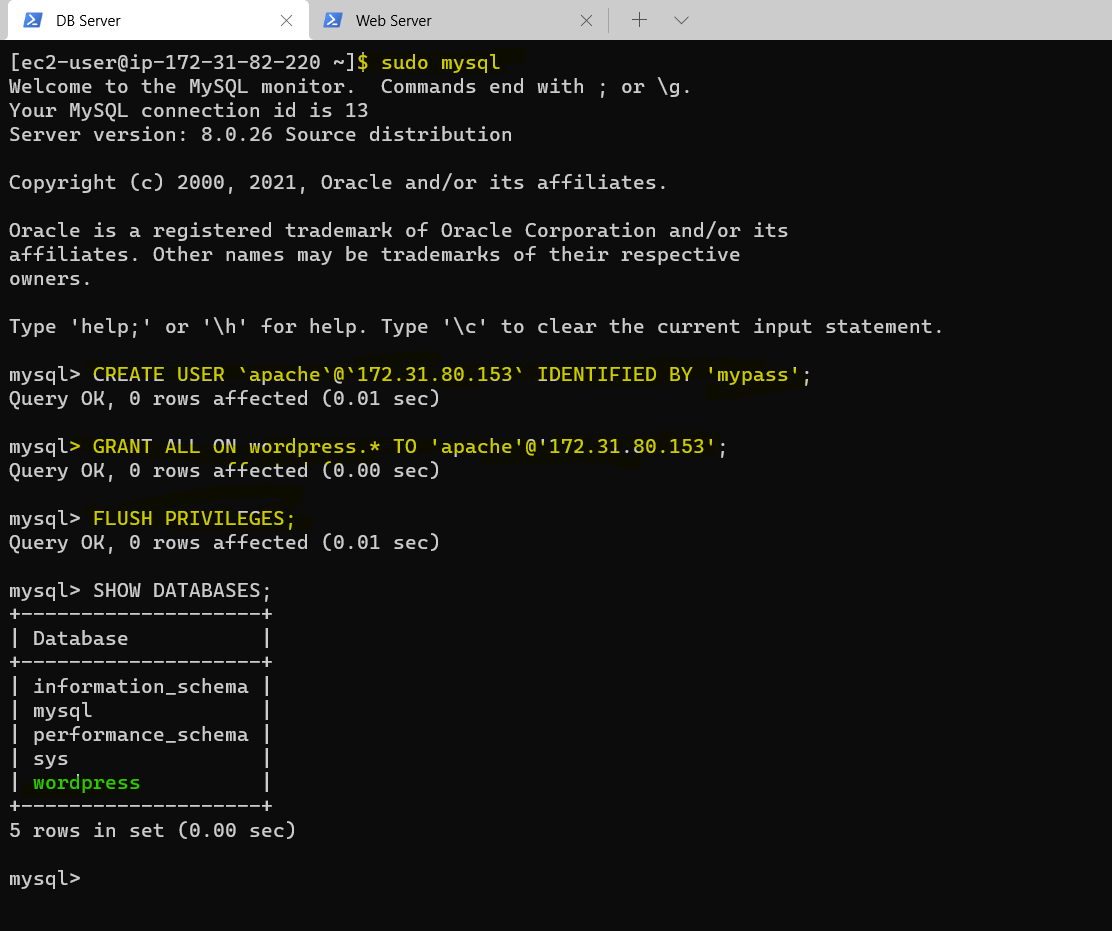 DB Server
Web Server
[ec2-user@ip-172-31-82-220 ~]$ sudo mysql
Welcome to the MySQL monitor.  Commands end with ; or \g.
Your MySQL connection id is 13
Server version: 8.0.26 Source distribution
Copyright (c) 2000, 2021, Oracle and/or its affiliates.
Oracle is a registered trademark of Oracle Corporation and/or its
affiliates. Other names may be trademarks of their respective
owners.
Type 'help;' or '\h' for help. Type '\c' to clear the current input statement.
mysql> CREATE USER `apache`@`172.31.80.153` IDENTIFIED BY 'mypass';
Query OK, 0 rows affected (0.01 sec)
mysql> GRANT ALL ON wordpress.* TO 'apache'@'172.31.80.153';
Query OK, 0 rows affected (0.00 sec)
mysql> FLUSH PRIVILEGES;
Query OK, 0 rows affected (0.01 sec)
mysql> SHOW DATABASES;
+--------------------+
| Database           |
+--------------------+
| information_schema |
| mysql              |
| performance_schema |
| sys                |
| wordpress          |
+--------------------+
5 rows in set (0.00 sec)
mysql>